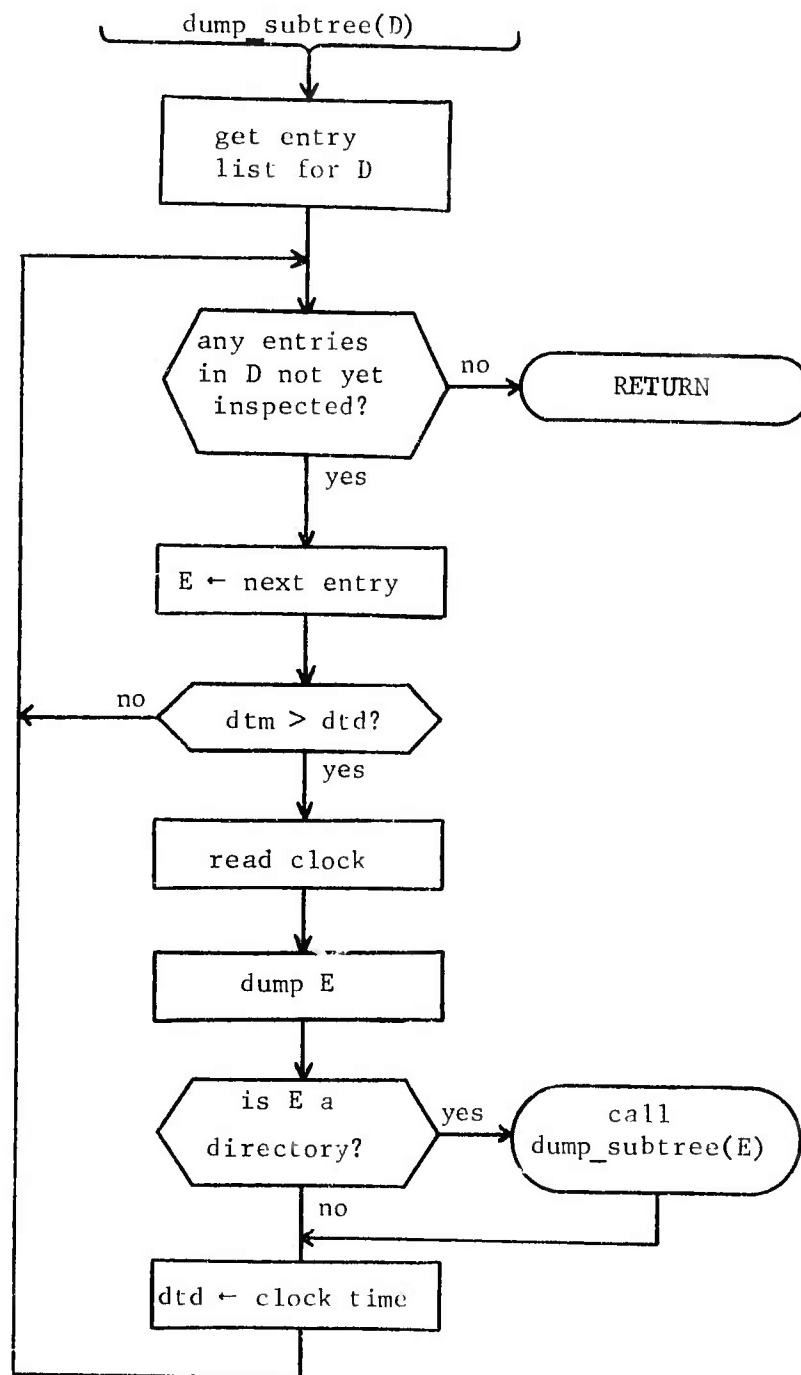 dump_subtree(D)
get entry
list for D
any entries
in D not yet
inspected?
no
RETURN
yes
E ← next entry
no
dtm > dtd?
yes
read clock
dump E
is E a
directory?
yes
call
dump_subtree(E)
no
dtd ← clock time